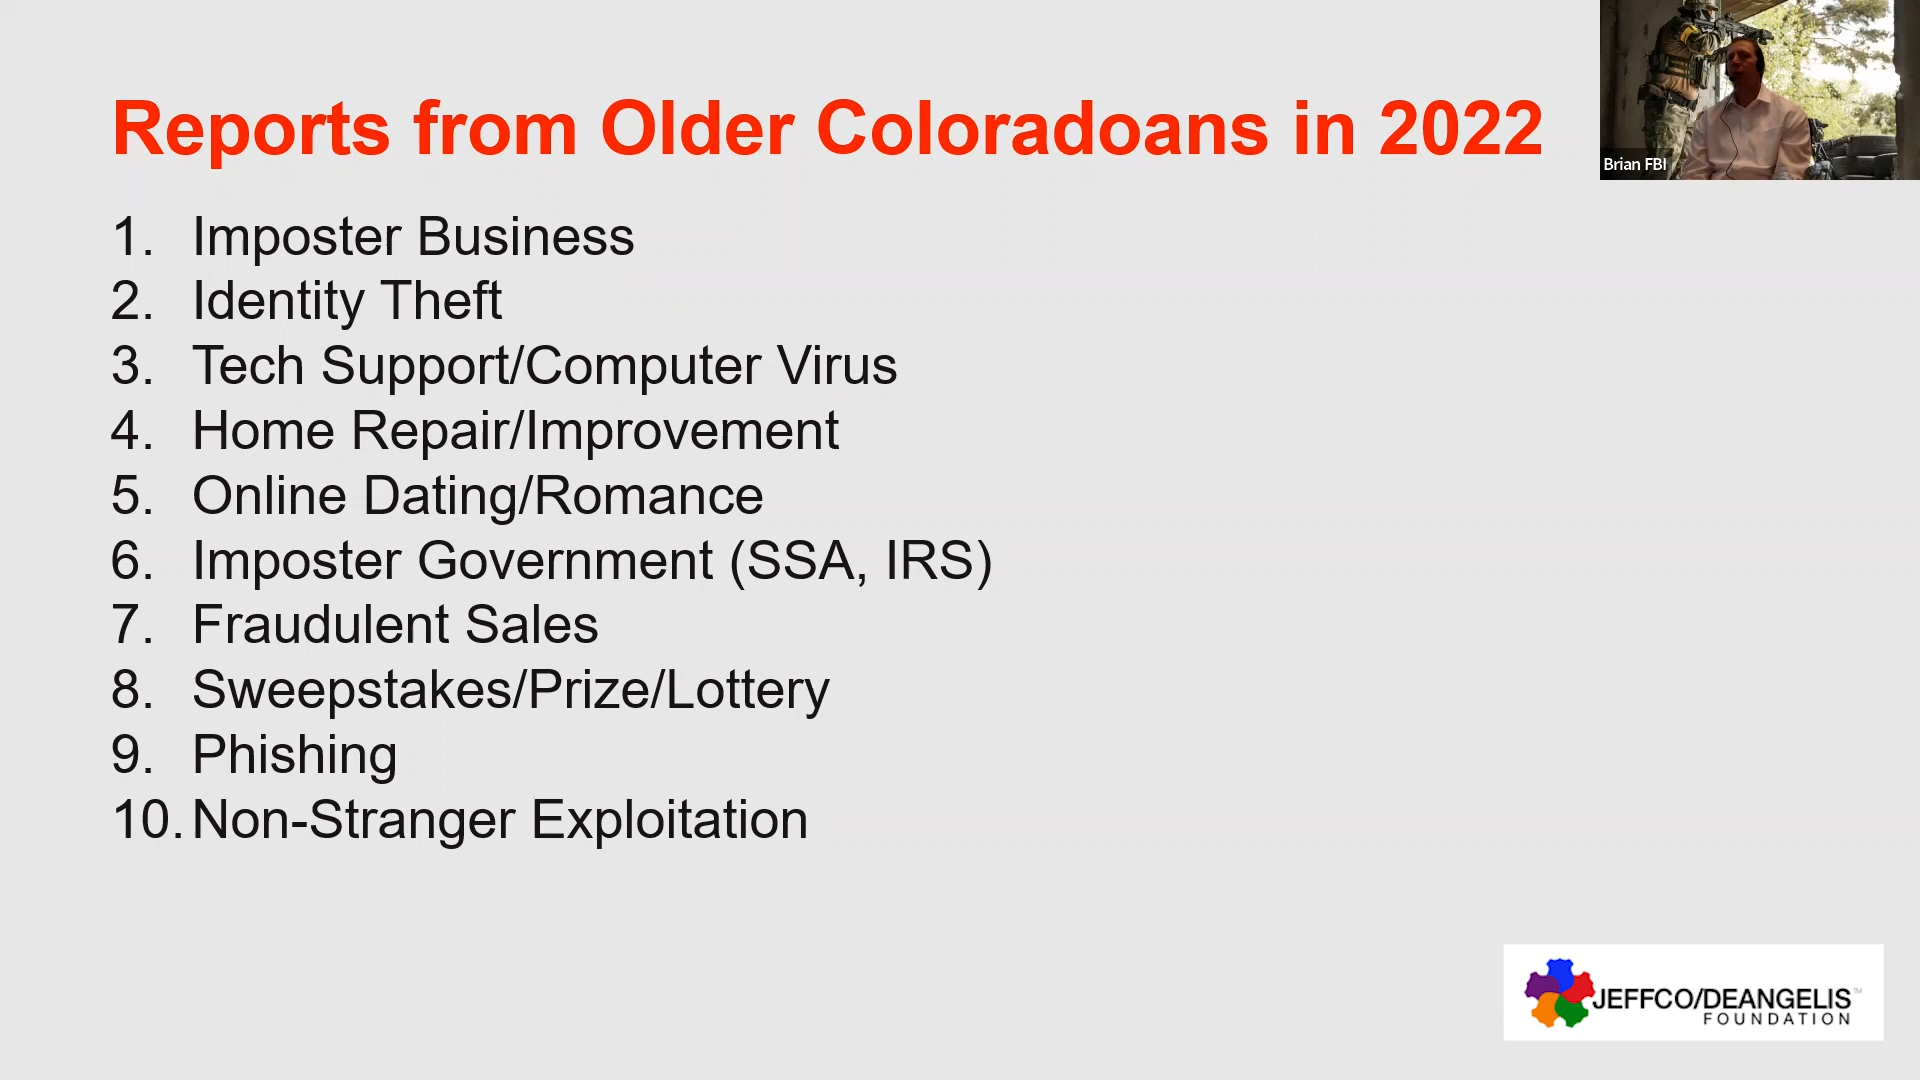 Reports from Older Coloradoans in 2022
Brian FBI
1. Imposter Business
2. Identity Theft
3. Tech Support/Computer Virus
4. Home Repair/Improvement
5. Online Dating/Romance
6. Imposter Government (SSA, IRS)
7. Fraudulent Sales
8. Sweepstakes/Prize/Lottery
9. Phishing
10. Non-Stranger Exploitation
JEFFCO/DEANGELIS™
FOUNDATION